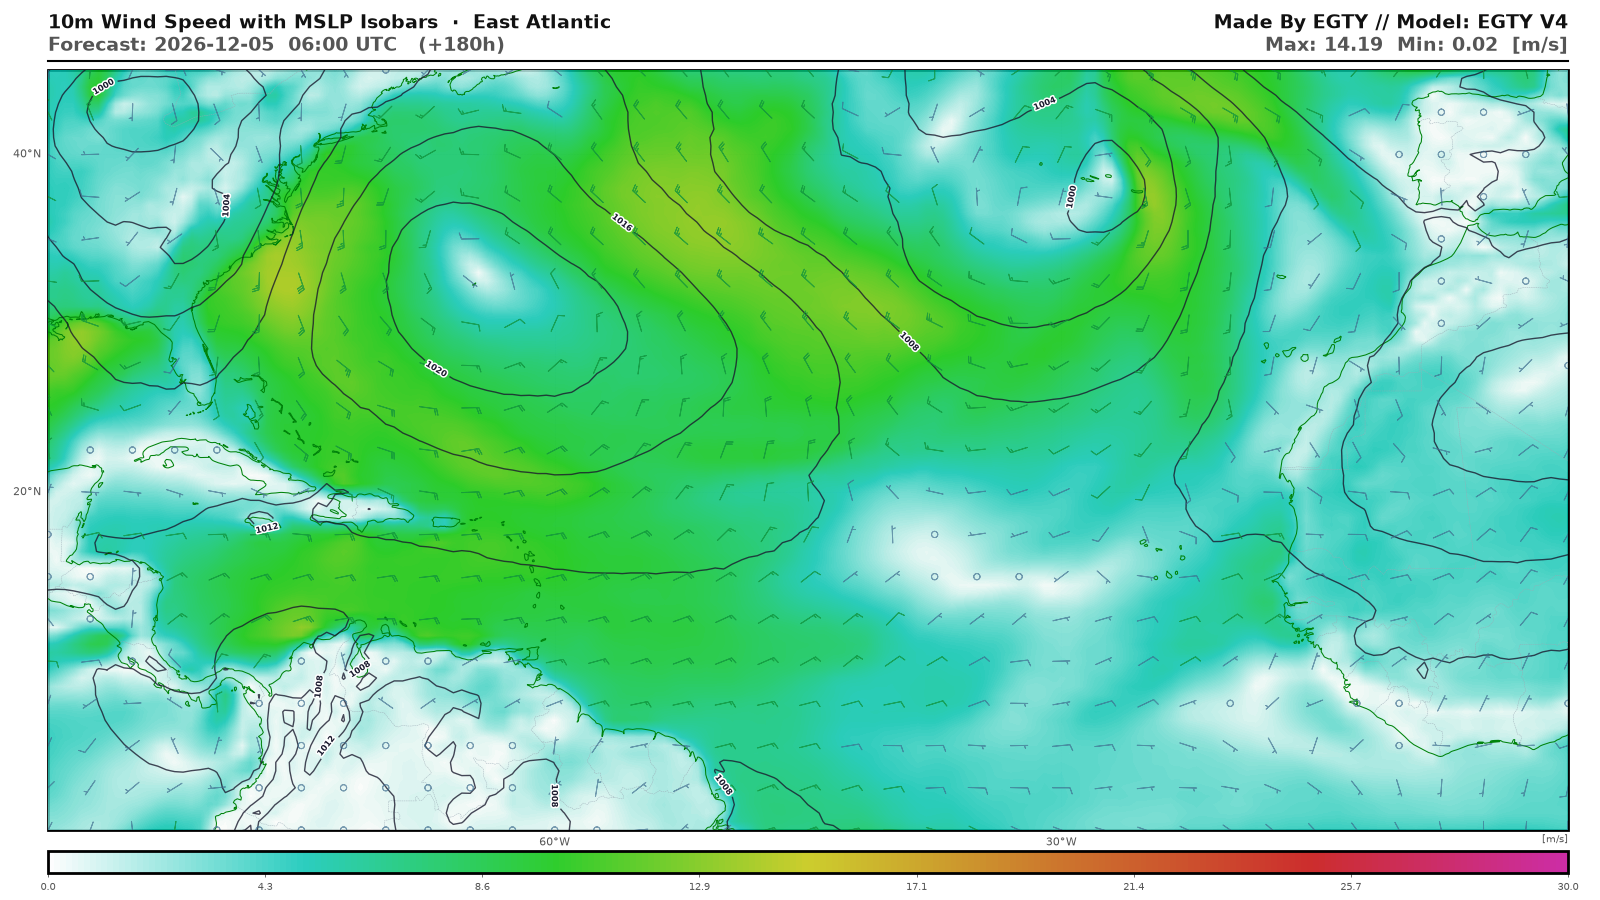 10m Wind Speed with MSLP Isobars · East Atlantic
Made By EGTY // Model: EGTY V4
Forecast: 2026-12-05 06:00 UTC (+180h)
Max: 14.19 Min: 0.02 [m/s]
1000
1004
40°N
1004
1000
1016
1008
1020
20°N
1012
1008
1008
1012
1008
1008
60°W
30°W
[m/s]
0.0
4.3
8.6
12.9
17.1
21.4
25.7
30.0